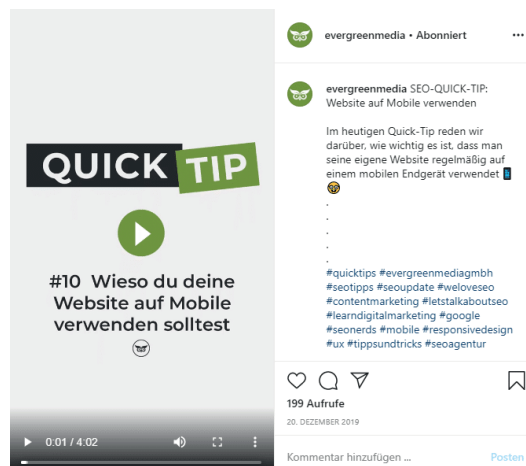 QUICK TIP
#10 Wieso du deine
Website auf Mobile
verwenden solltest
0:01 / 4:02
evergreenmedia • Abonniert
evergreenmedia SEO-QUICK-TIP:
Website auf Mobile verwenden
Im heutigen Quick-Tip reden wir
darüber, wie wichtig es ist, dass man
seine eigene Website regelmäßig auf
einem mobilen Endgerät verwendet 📱
🤓
.
.
.
.
.
#quicktips #evergreenmediagmbh
#seotipps #seoupdate #weloveseo
#contentmarketing #letstalkaboutseo
#learndigitalmarketing #google
#seonerds #mobile #responsivedesign
#ux #tippsundtricks #seoagentur
199 Aufrufe
20. DEZEMBER 2019
Kommentar hinzufügen ... Posten